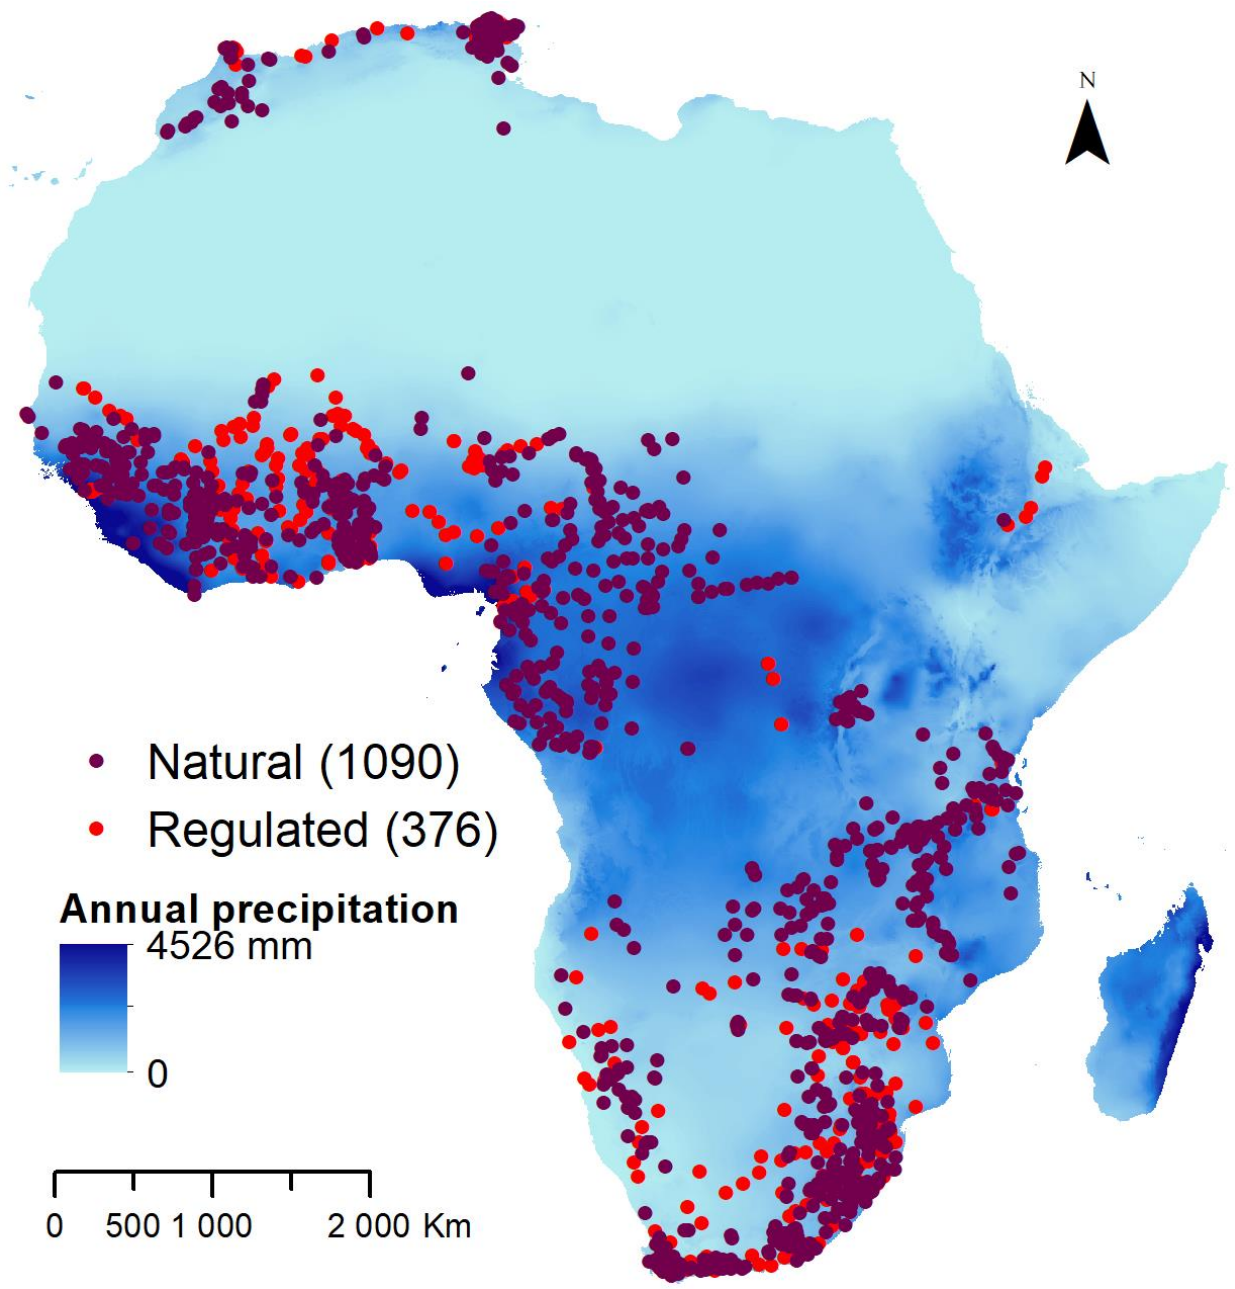 N
Natural (1090)
Regulated (376)
Annual precipitation
4526 mm
0
0 500 1 000 2 000 Km